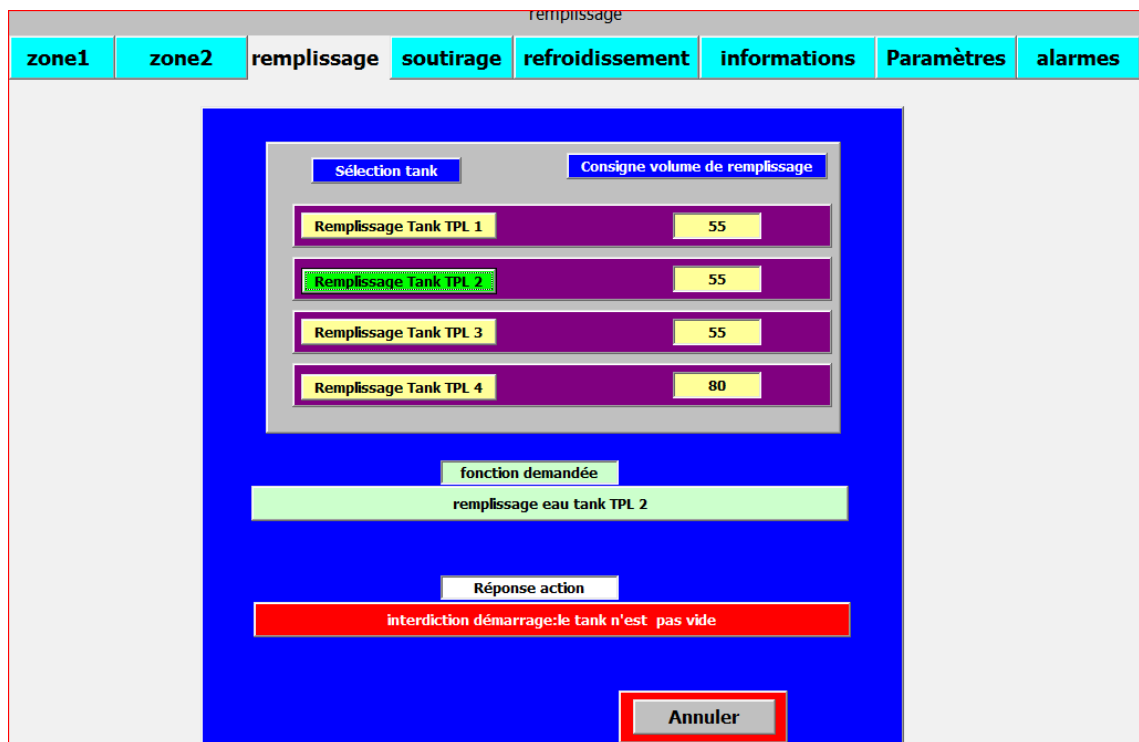 remplissage
zone1 zone2 remplissage soutirage refroidissement informations Paramètres alarmes
Sélection tank Consigne volume de remplissage
Remplissage Tank TPL 1 55
Remplissage Tank TPL 2 55
Remplissage Tank TPL 3 55
Remplissage Tank TPL 4 80
fonction demandée
remplissage eau tank TPL 2
Réponse action
interdiction démarrage:le tank n'est pas vide
Annuler